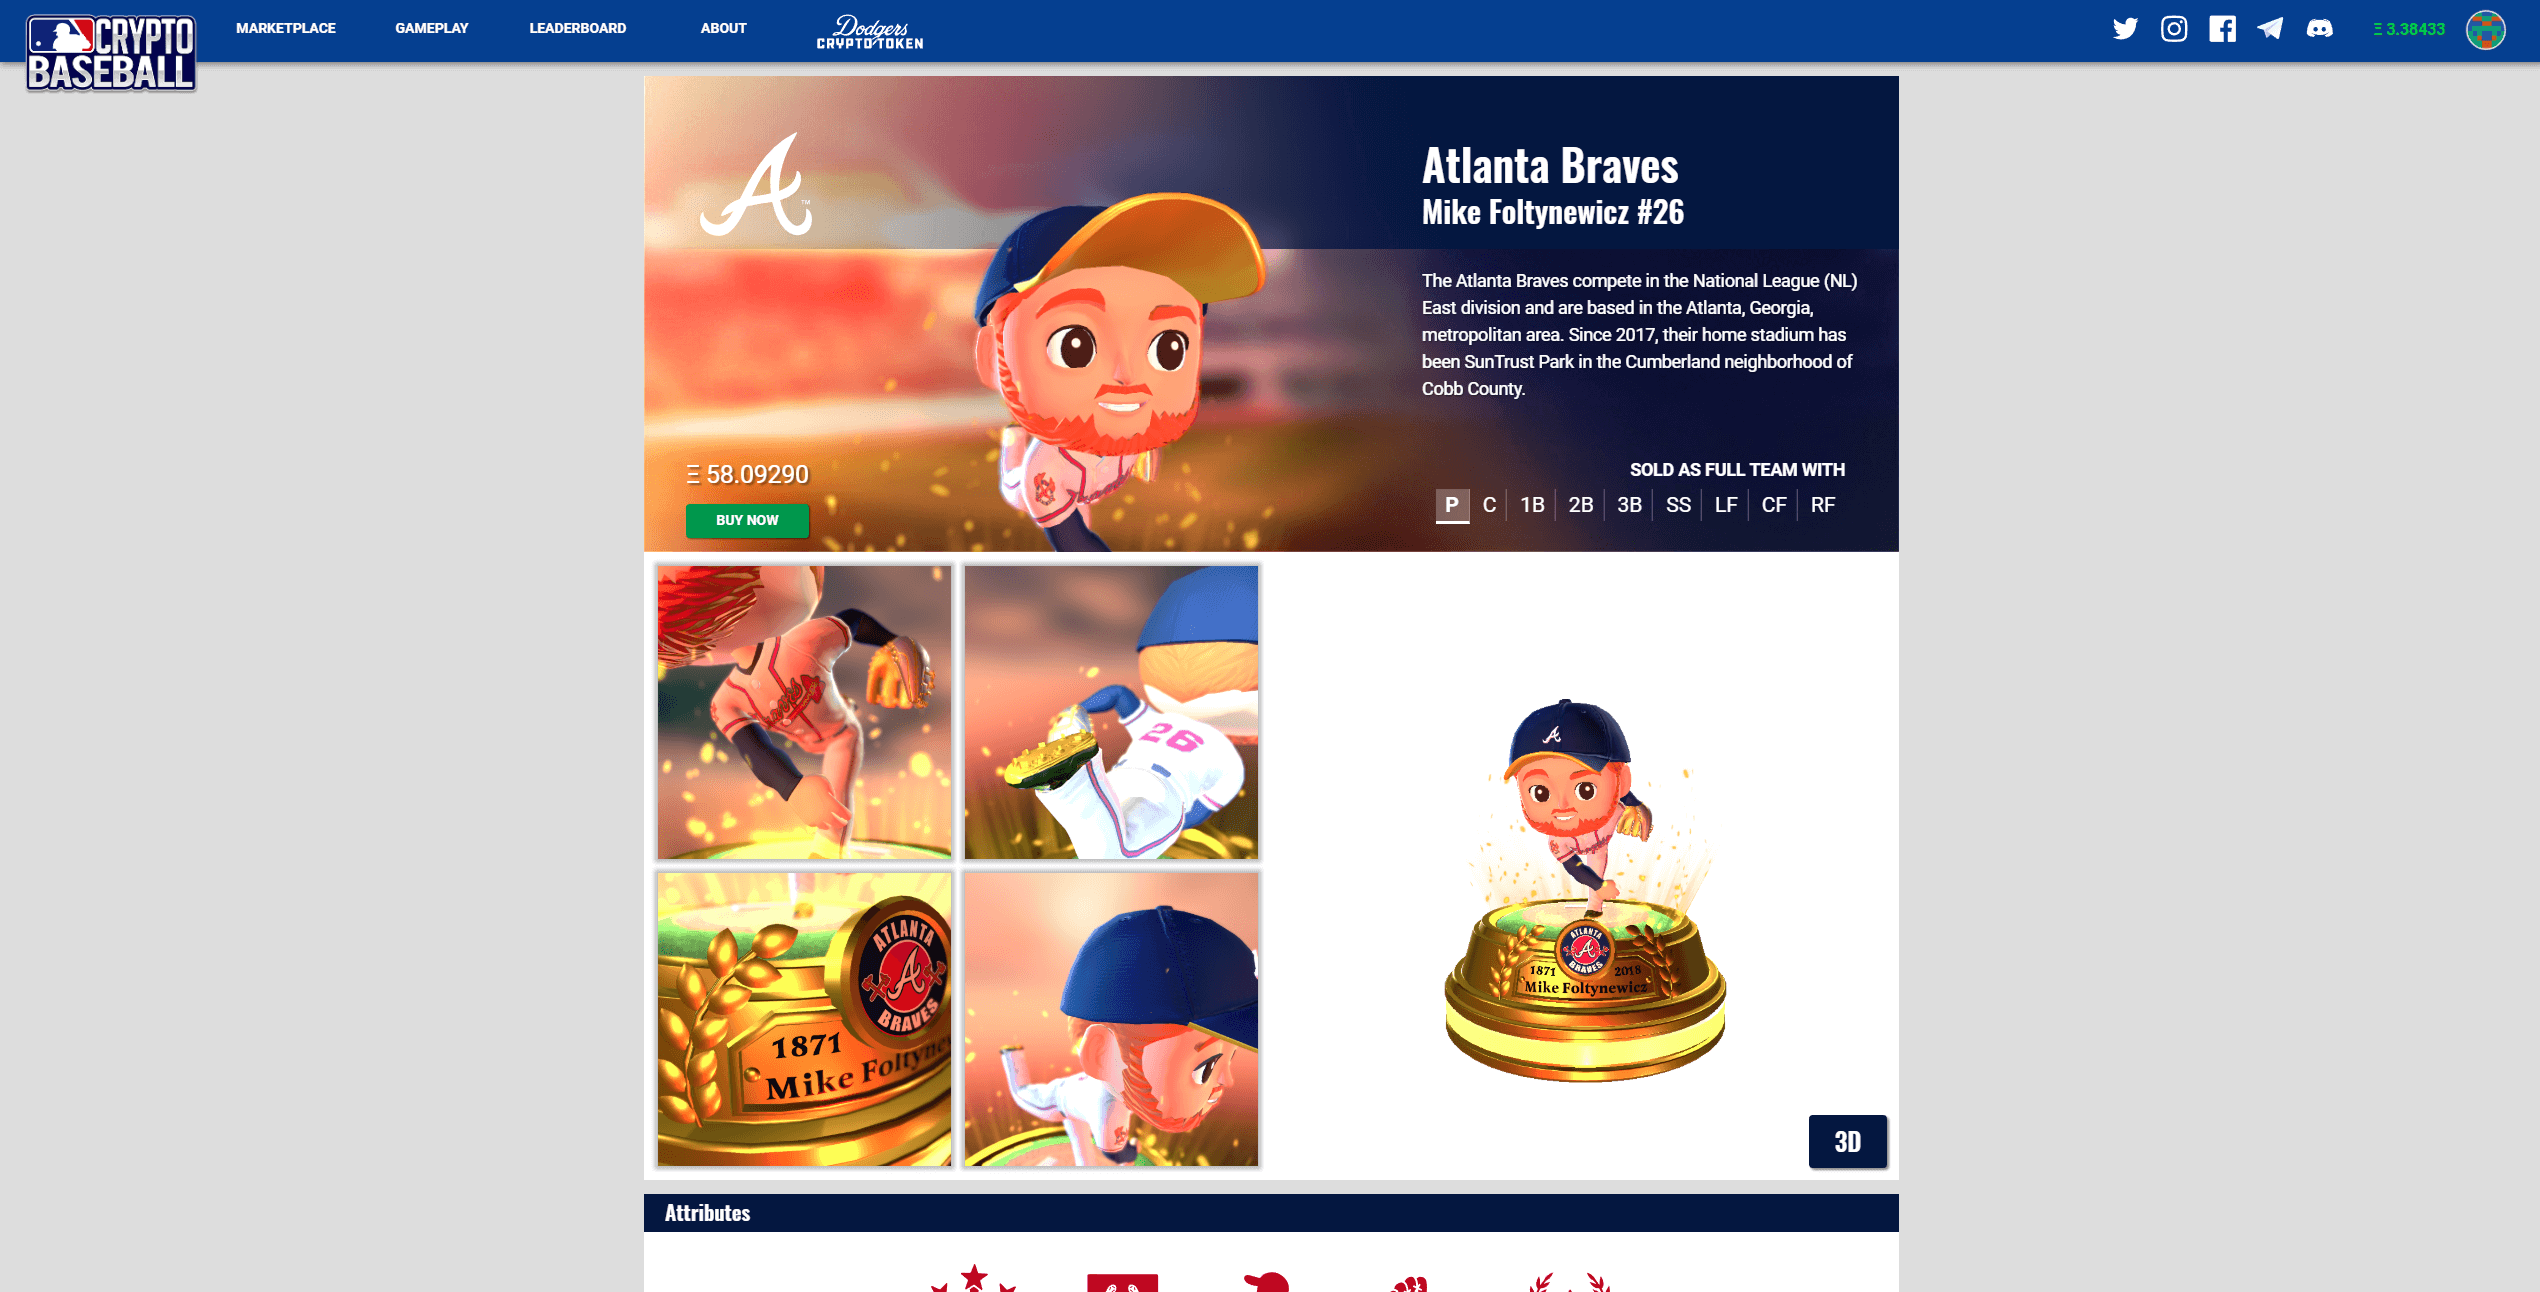 MARKETPLACE
GAMEPLAY
LEADERBOARD
ABOUT
Dodgers
CRYPTO TOKEN
Ξ 3.38433
CRYPTO
BASEBALL
Atlanta Braves
Mike Foltynewicz #26
The Atlanta Braves compete in the National League (NL)
East division and are based in the Atlanta, Georgia,
metropolitan area. Since 2017, their home stadium has
been SunTrust Park in the Cumberland neighborhood of
Cobb County.
A
TM
Ξ 58.09290
BUY NOW
SOLD AS FULL TEAM WITH
P C 1B 2B 3B SS LF CF RF
26
A
ATLANTA
A
BRAVES
1871 2018
Mike Foltynewicz
ATLANTA
A
BRAVES
1871
Mike Foltyne
3D
Attributes